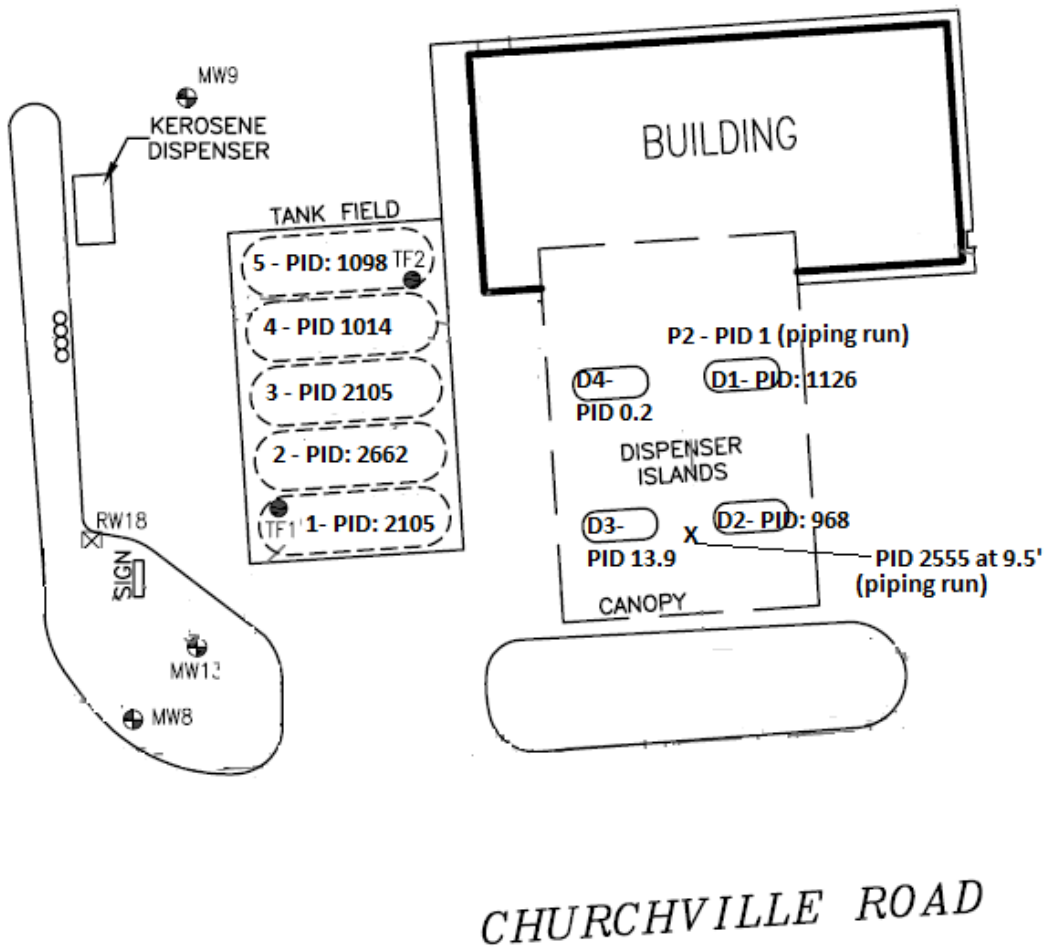 MW9
KEROSENE
DISPENSER
BUILDING
TANK FIELD
5 - PID: 1098 TF2
4 - PID 1014
3 - PID 2105
2 - PID: 2662
TF1 1- PID: 2105
P2 - PID 1 (piping run)
D4-
PID 0.2
D1- PID: 1126
DISPENSER
ISLANDS
D3-
PID 13.9
X
D2- PID: 968
PID 2555 at 9.5'
(piping run)
CANOPY
RW18
SIGN
MW13
MW8
CHURCHVILLE ROAD